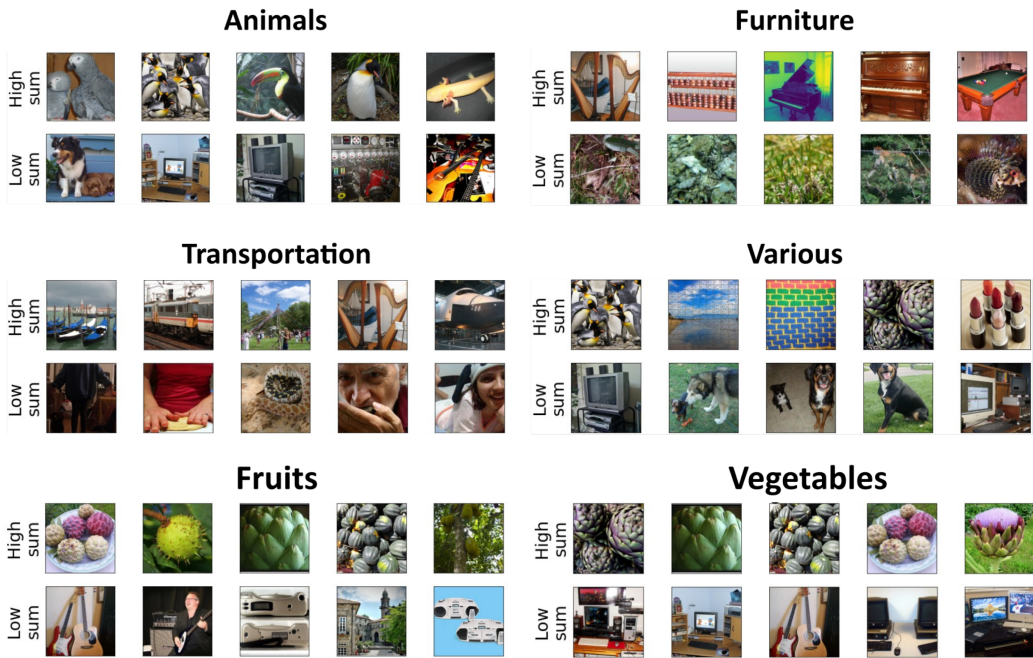 Animals
High sum
Low sum
Furniture
High sum
Low sum
Transportation
High sum
Low sum
Various
High sum
Low sum
Fruits
High sum
Low sum
Vegetables
High sum
Low sum